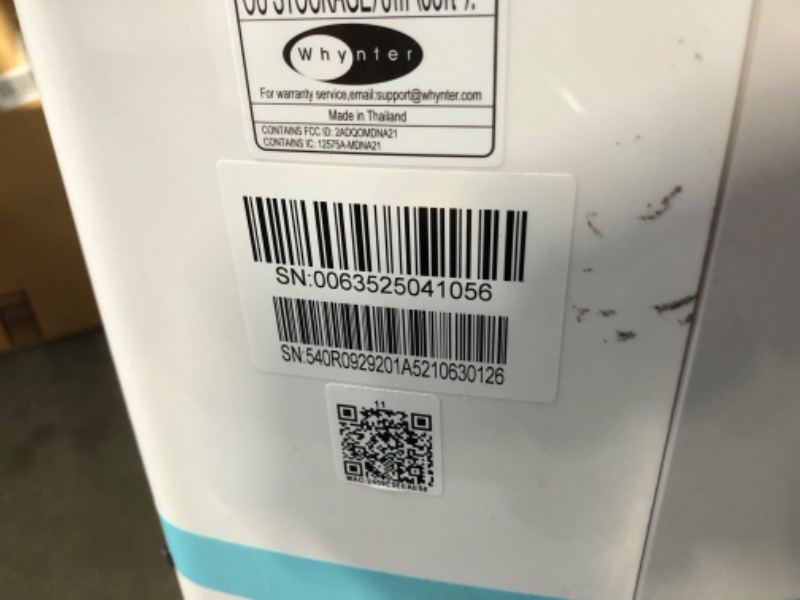 Whynter
For warranty service,email:support@whynter.com
Made in Thailand
CONTAINS FCC ID: 2ADQOMDNA21
CONTAINS IC: 12575A-MDNA21
SN:0063525041056
SN:540R0929201A5210630126
11